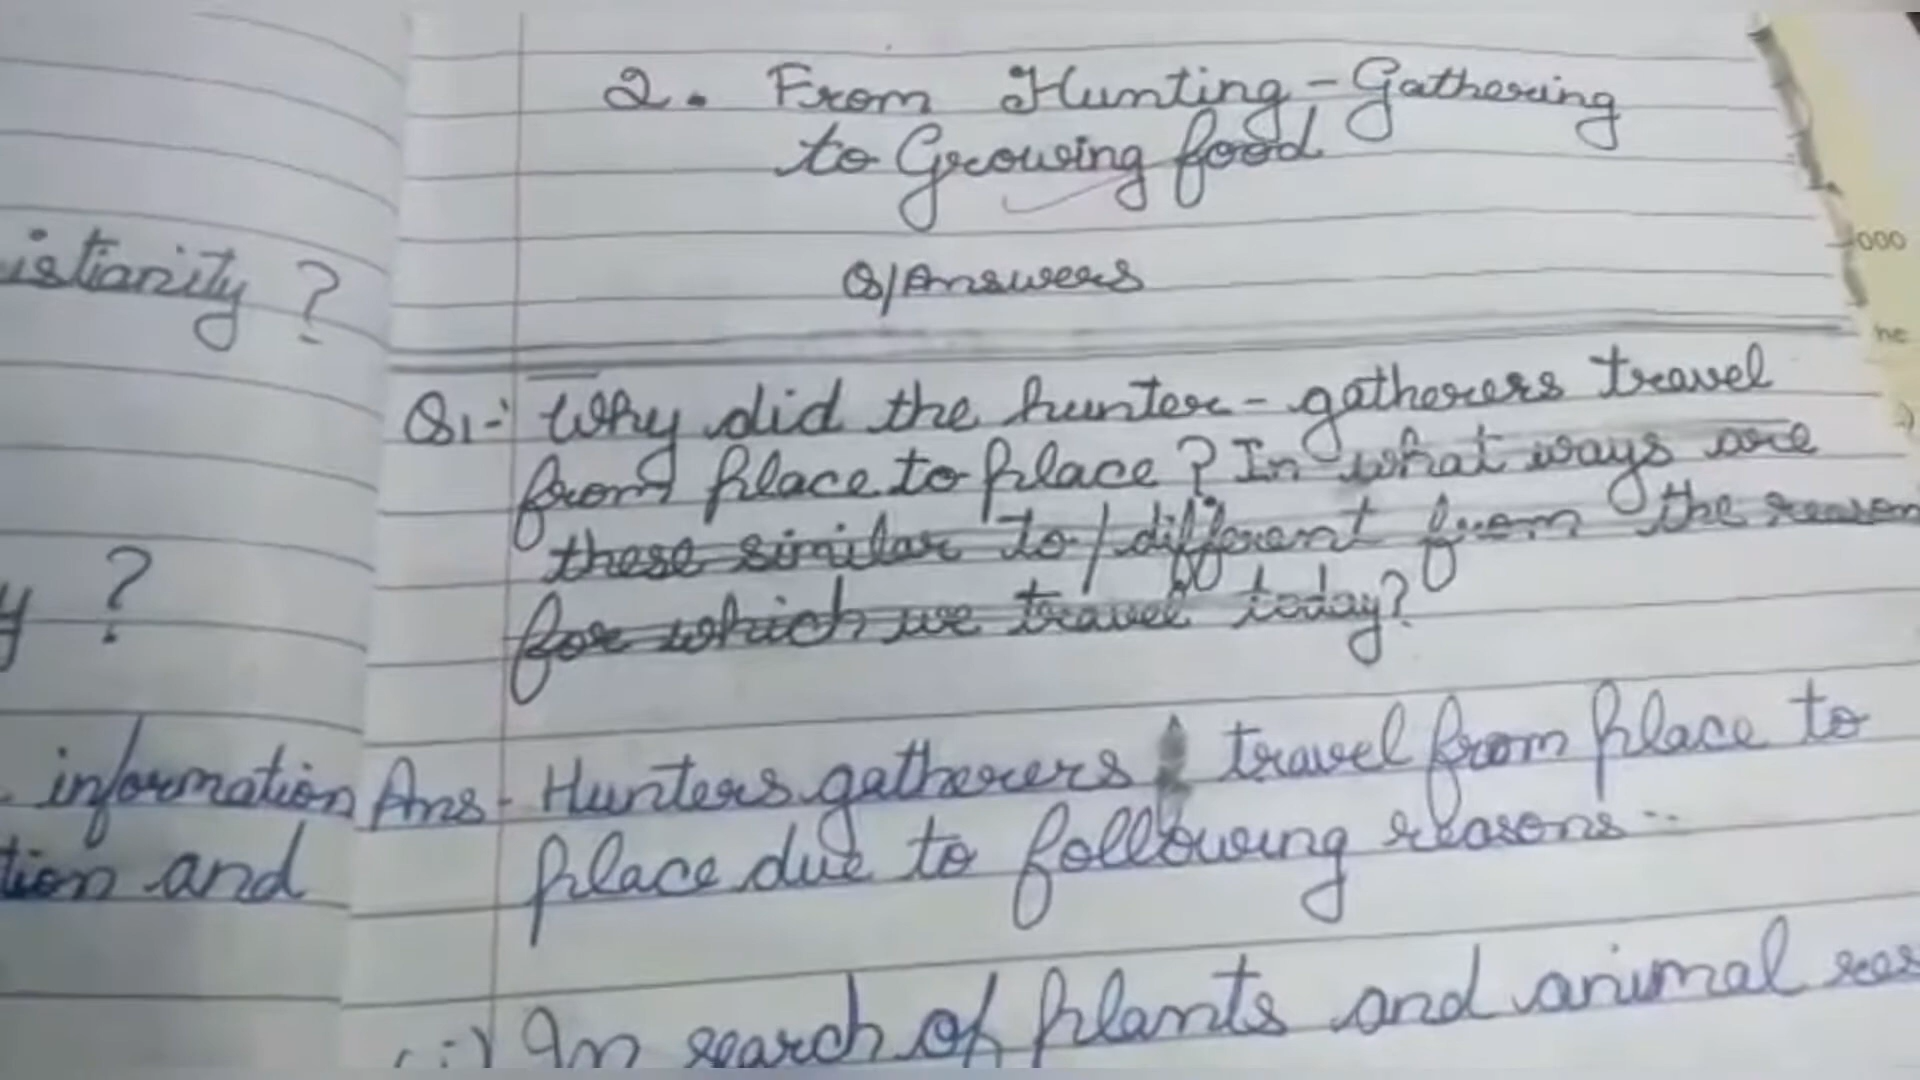 2. From Hunting-Gathering
to Growing food
Q/Answers
Q1-: Why did the hunter-gatherers travel
from place to place? In what ways are
these similar to/different from the reason
for which we travel today?
Ans- Hunters gatherers travel from place to
place due to following reasons:-
(i) In search of plants and animal res
istianity ?
y ?
information
tion and
000
he